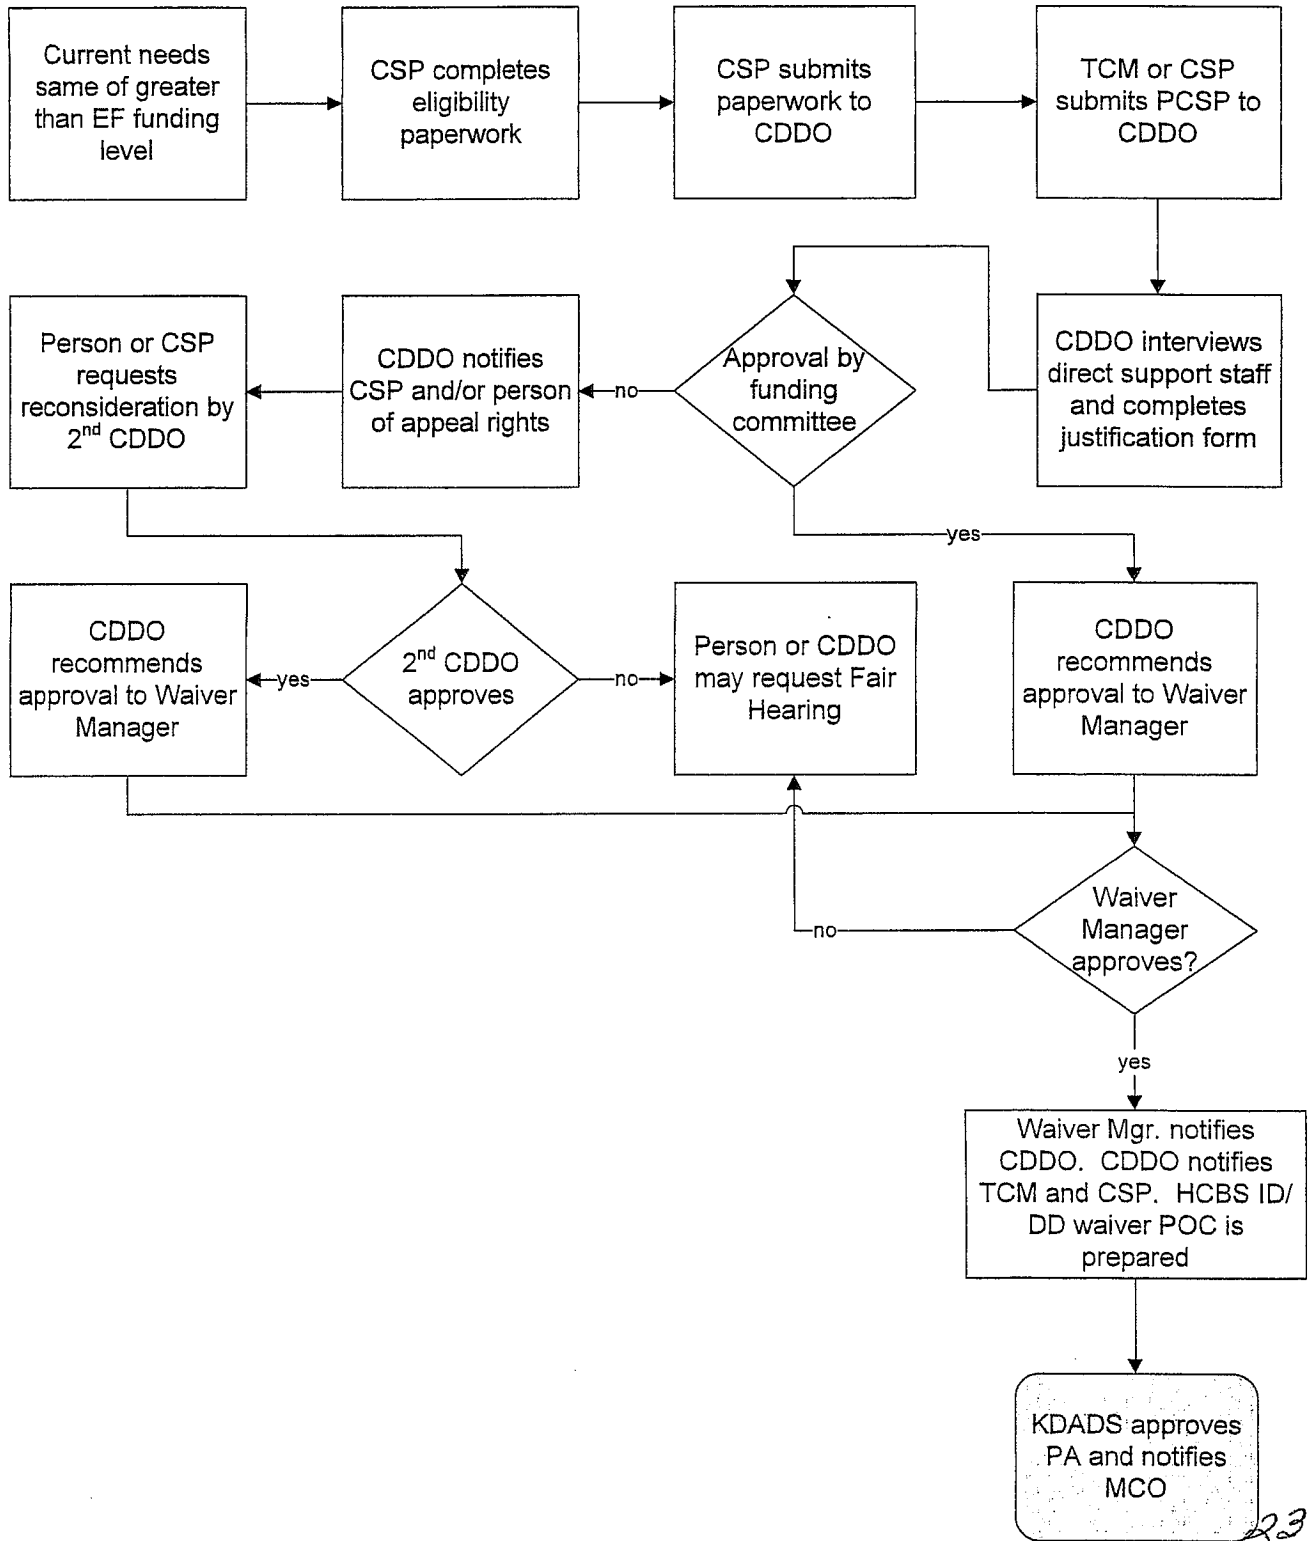 Current needs
same of greater
than EF funding
level
CSP completes
eligibility
paperwork
CSP submits
paperwork to
CDDO
TCM or CSP
submits PCSP to
CDDO
Person or CSP
requests
reconsideration by
2nd CDDO
CDDO notifies
CSP and/or person
of appeal rights
no
Approval by
funding
committee
CDDO interviews
direct support staff
and completes
justification form
yes
CDDO
recommends
approval to Waiver
Manager
yes
2nd CDDO
approves
no
Person or CDDO
may request Fair
Hearing
CDDO
recommends
approval to Waiver
Manager
no
Waiver
Manager
approves?
yes
Waiver Mgr. notifies
CDDO. CDDO notifies
TCM and CSP. HCBS ID/
DD waiver POC is
prepared
KDADS approves
PA and notifies
MCO
23